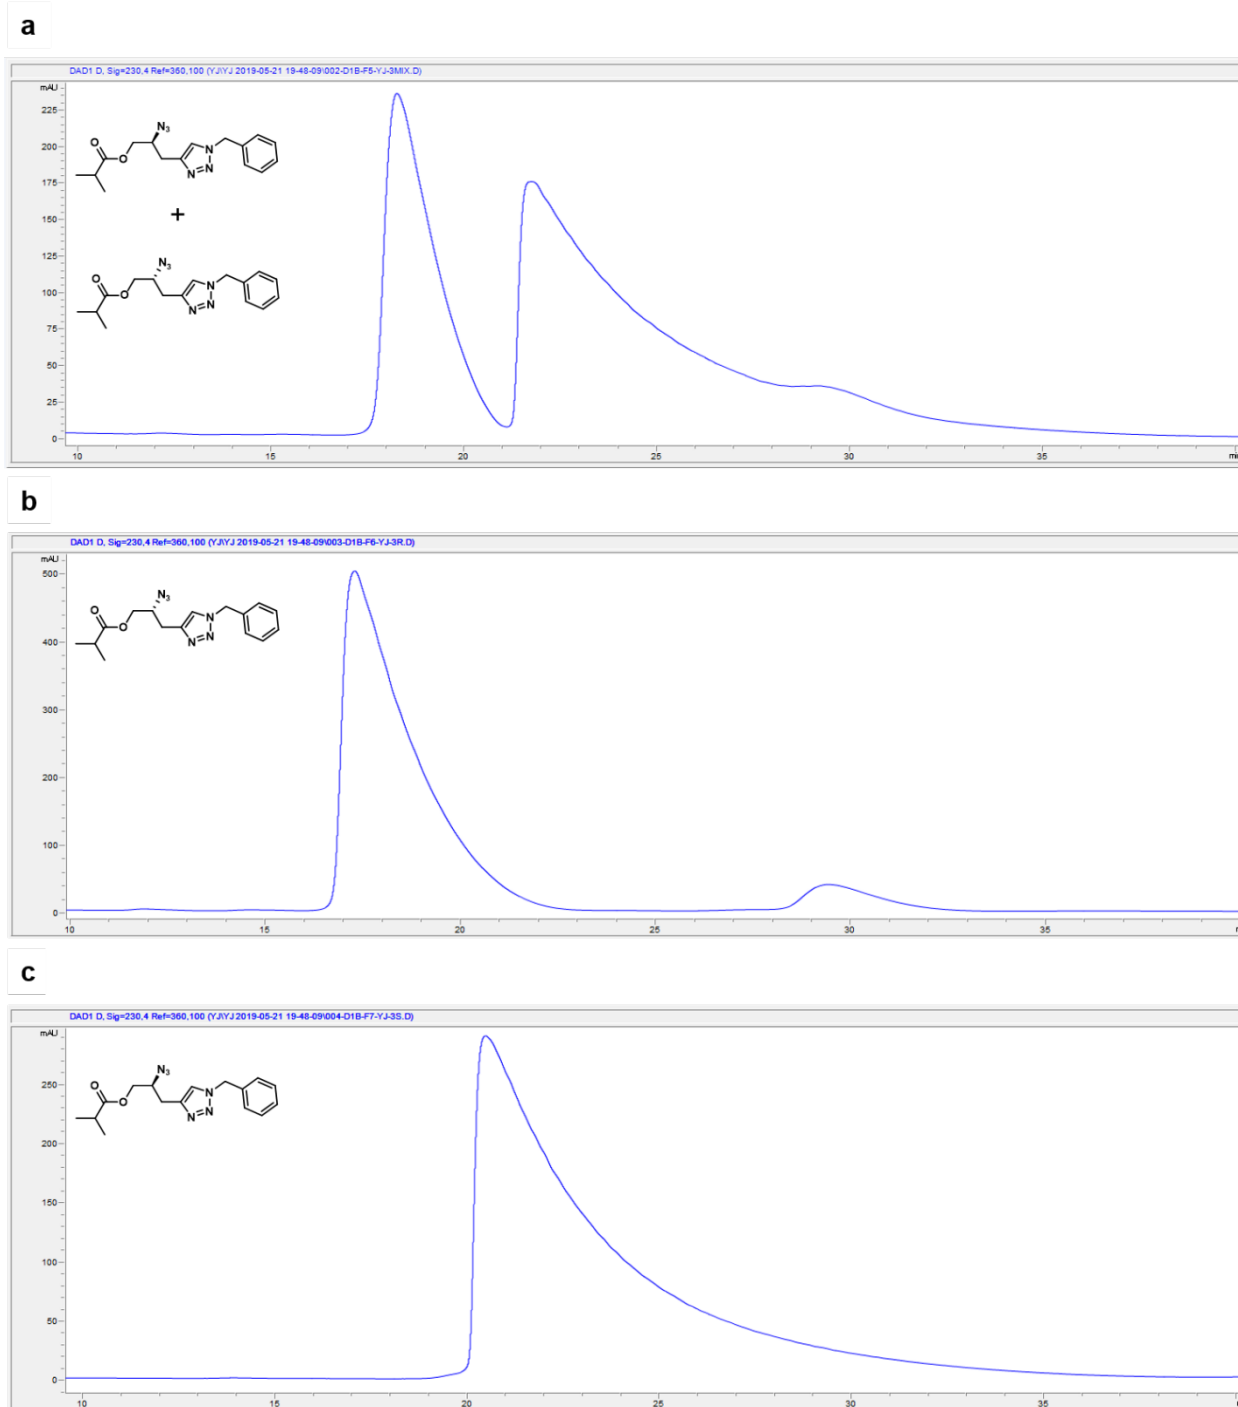 a
DAD1 D, Sig=230,4 Ref=360,100 (YJ\YJ 2019-05-21 19-48-09\002-D1B-F5-YJ-3MIX.D)
mAU
225
200
175
150
125
100
75
50
25
0
N3
O
O
N
N
N
+
N3
O
O
N
N
N
10 15 20 25 30 35
b
DAD1 D, Sig=230,4 Ref=360,100 (YJ\YJ 2019-05-21 19-48-09\003-D1B-F6-YJ-3R.D)
mAU
500
400
300
200
100
0
N3
O
O
N
N
N
10 15 20 25 30 35
c
DAD1 D, Sig=230,4 Ref=360,100 (YJ\YJ 2019-05-21 19-48-09\004-D1B-F7-YJ-3S.D)
mAU
250
200
150
100
50
0
N3
O
O
N
N
N
10 15 20 25 30 35